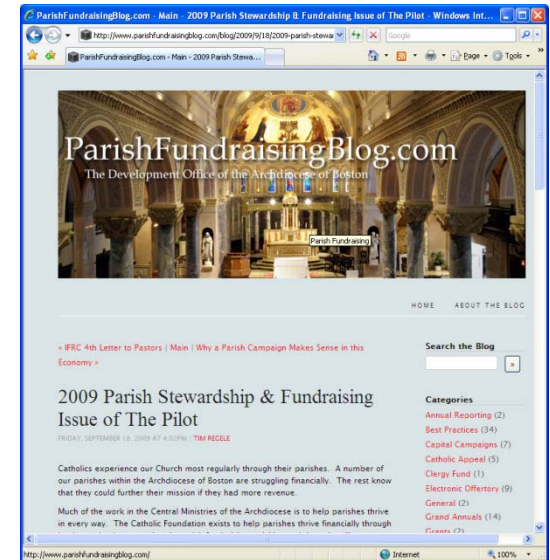 ParishFundraisingBlog.com - Main - 2009 Parish Stewardship & Fundraising Issue of The Pilot - Windows Int...
http://www.parishfundraisingblog.com/blog/2009/9/18/2009-parish-stewar
Google
ParishFundraisingBlog.com - Main - 2009 Parish Stewa...
Page
Tools
ParishFundraisingBlog.com
The Development Office of the Archdiocese of Boston
Parish Fundraising
HOME ABOUT THE BLOG
« IFRC 4th Letter to Pastors | Main | Why a Parish Campaign Makes Sense in this
Economy »
2009 Parish Stewardship & Fundraising
Issue of The Pilot
FRIDAY, SEPTEMBER 18, 2009 AT 4:02PM | TIM REGELE
Catholics experience our Church most regularly through their parishes. A number of
our parishes within the Archdiocese of Boston are struggling financially. The rest know
that they could further their mission if they had more revenue.
Much of the work in the Central Ministries of the Archdiocese is to help parishes thrive
in every way. The Catholic Foundation exists to help parishes thrive financially through
Search the Blog
»
Categories
Annual Reporting (2)
Best Practices (34)
Capital Campaigns (7)
Catholic Appeal (5)
Clergy Fund (1)
Electronic Offertory (9)
General (2)
Grand Annuals (14)
Grants (2)
http://www.parishfundraisingblog.com/
Internet
100%